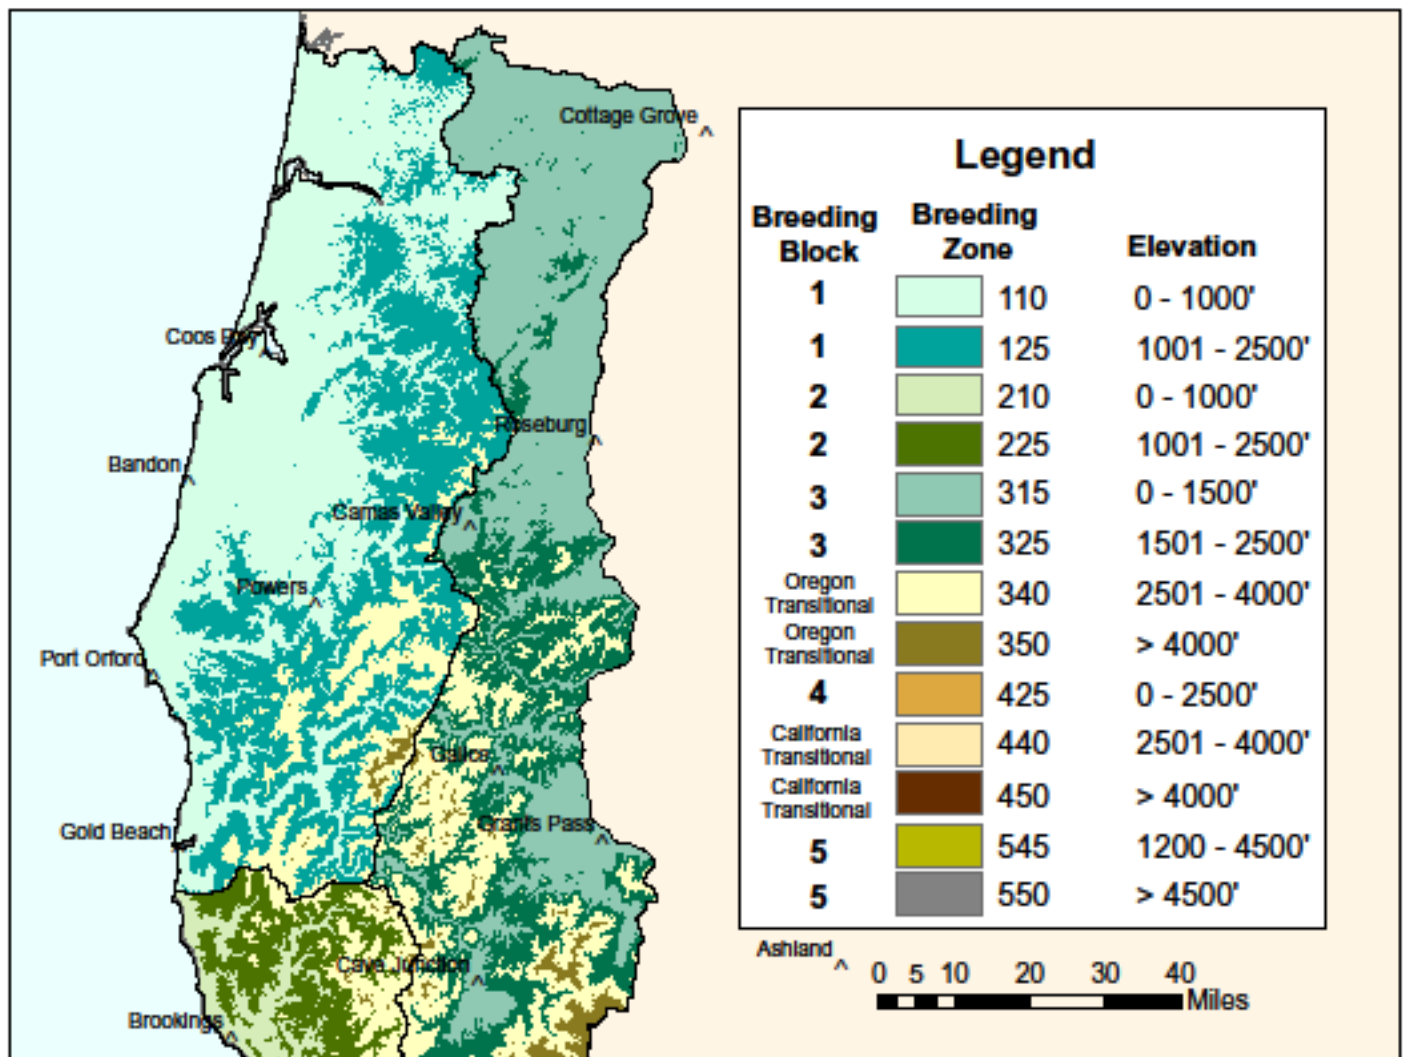 Cottage Grove
Coos Bay
Roseburg
Bandon
Camas Valley
Powers
Port Orford
Galice
Grants Pass
Gold Beach
Cave Junction
Brookings
Legend
Breeding Block Breeding Zone Elevation
1 110 0 - 1000'
1 125 1001 - 2500'
2 210 0 - 1000'
2 225 1001 - 2500'
3 315 0 - 1500'
3 325 1501 - 2500'
Oregon Transitional 340 2501 - 4000'
Oregon Transitional 350 > 4000'
4 425 0 - 2500'
California Transitional 440 2501 - 4000'
California Transitional 450 > 4000'
5 545 1200 - 4500'
5 550 > 4500'
Ashland
0 5 10 20 30 40
Miles